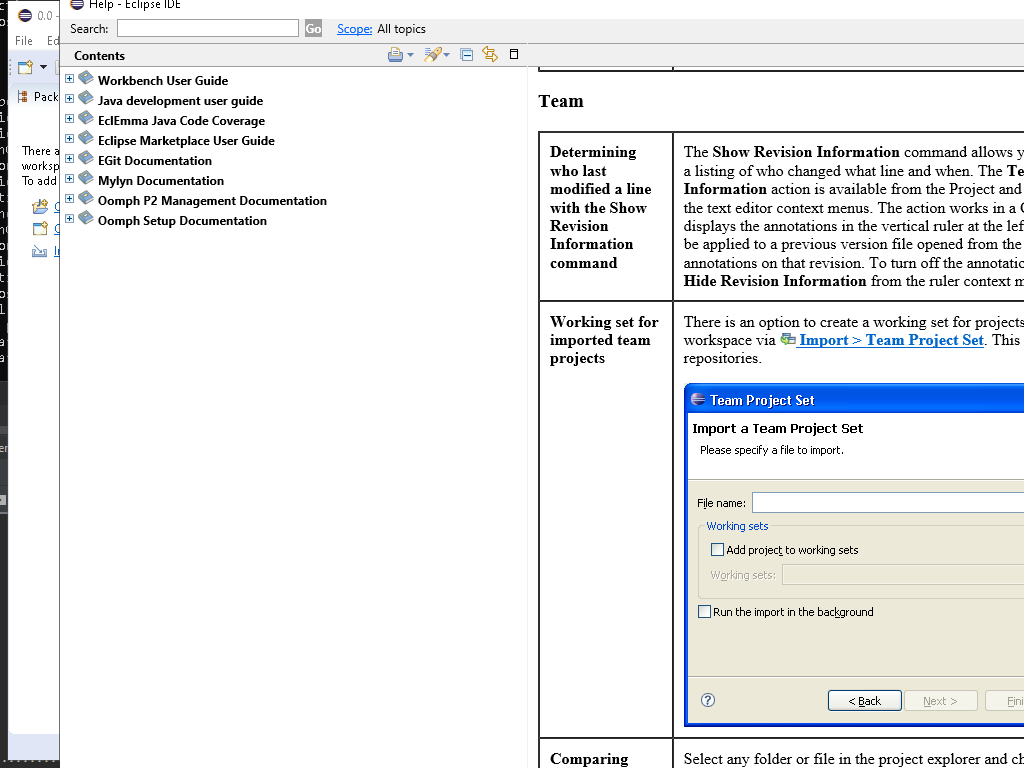 Help - Eclipse IDE
0.0 -
File Ed
Search:
Go
Scope: All topics
Contents
Pack
There a
worksp
To add
Workbench User Guide
Java development user guide
EclEmma Java Code Coverage
Eclipse Marketplace User Guide
EGit Documentation
Mylyn Documentation
Oomph P2 Management Documentation
Oomph Setup Documentation
Team
Determining
who last
modified a line
with the Show
Revision
Information
command
The Show Revision Information command allows y
a listing of who changed what line and when. The Te
Information action is available from the Project and
the text editor context menus. The action works in a C
displays the annotations in the vertical ruler at the lef
be applied to a previous version file opened from the
annotations on that revision. To turn off the annotatio
Hide Revision Information from the ruler context m
Working set for
imported team
projects
There is an option to create a working set for projects
workspace via Import > Team Project Set. This
repositories.
Team Project Set
Import a Team Project Set
Please specify a file to import.
File name:
Working sets
Add project to working sets
Working sets:
Run the import in the background
< Back
Next >
Fini
Comparing
Select any folder or file in the project explorer and ch